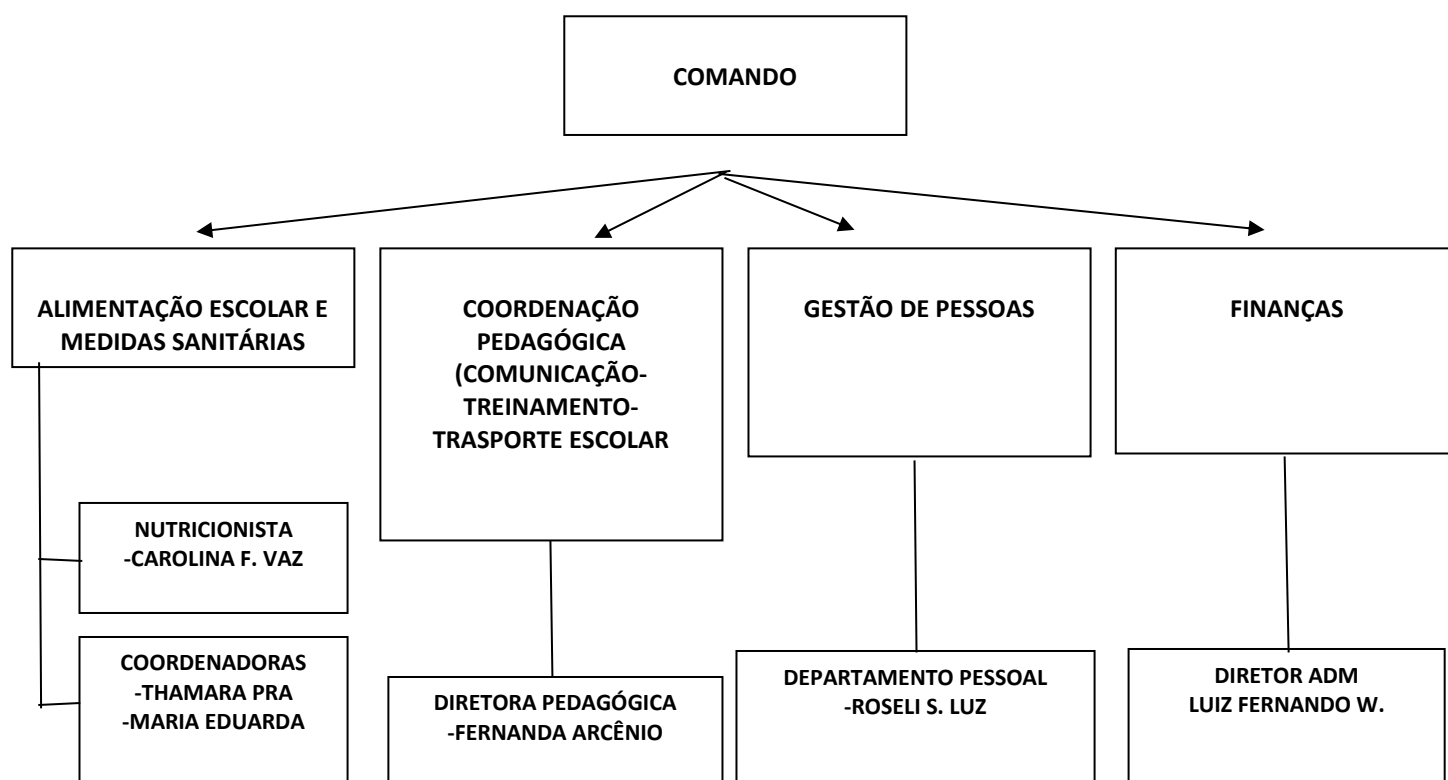 COMANDO
ALIMENTAÇÃO ESCOLAR E
MEDIDAS SANITÁRIAS
COORDENAÇÃO
PEDAGÓGICA
(COMUNICAÇÃO-
TREINAMENTO-
TRASPORTE ESCOLAR
GESTÃO DE PESSOAS
FINANÇAS
NUTRICIONISTA
-CAROLINA F. VAZ
COORDENADORAS
-THAMARA PRA
-MARIA EDUARDA
DIRETORA PEDAGÓGICA
-FERNANDA ARCÊNIO
DEPARTAMENTO PESSOAL
-ROSELI S. LUZ
DIRETOR ADM
LUIZ FERNANDO W.